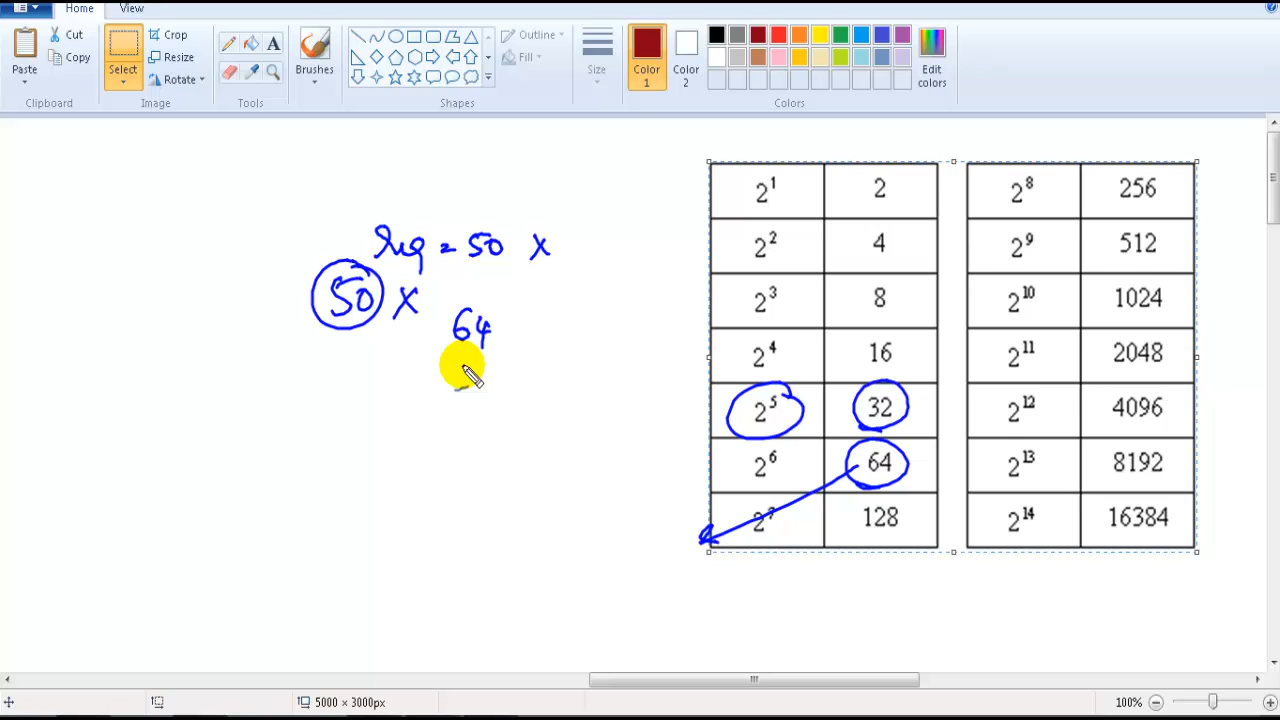 Home View
Paste Cut Copy Clipboard
Select Crop Resize Rotate Image
A Tools
Brushes
Outline Fill Shapes
Size
Color 1 Color 2 Edit colors Colors
req = 50 X
50 X
64
2¹ 2 2⁸ 256
2² 4 2⁹ 512
2³ 8 2¹⁰ 1024
2⁴ 16 2¹¹ 2048
2⁵ 32 2¹² 4096
2⁶ 64 2¹³ 8192
2⁷ 128 2¹⁴ 16384
5000 × 3000px 100%